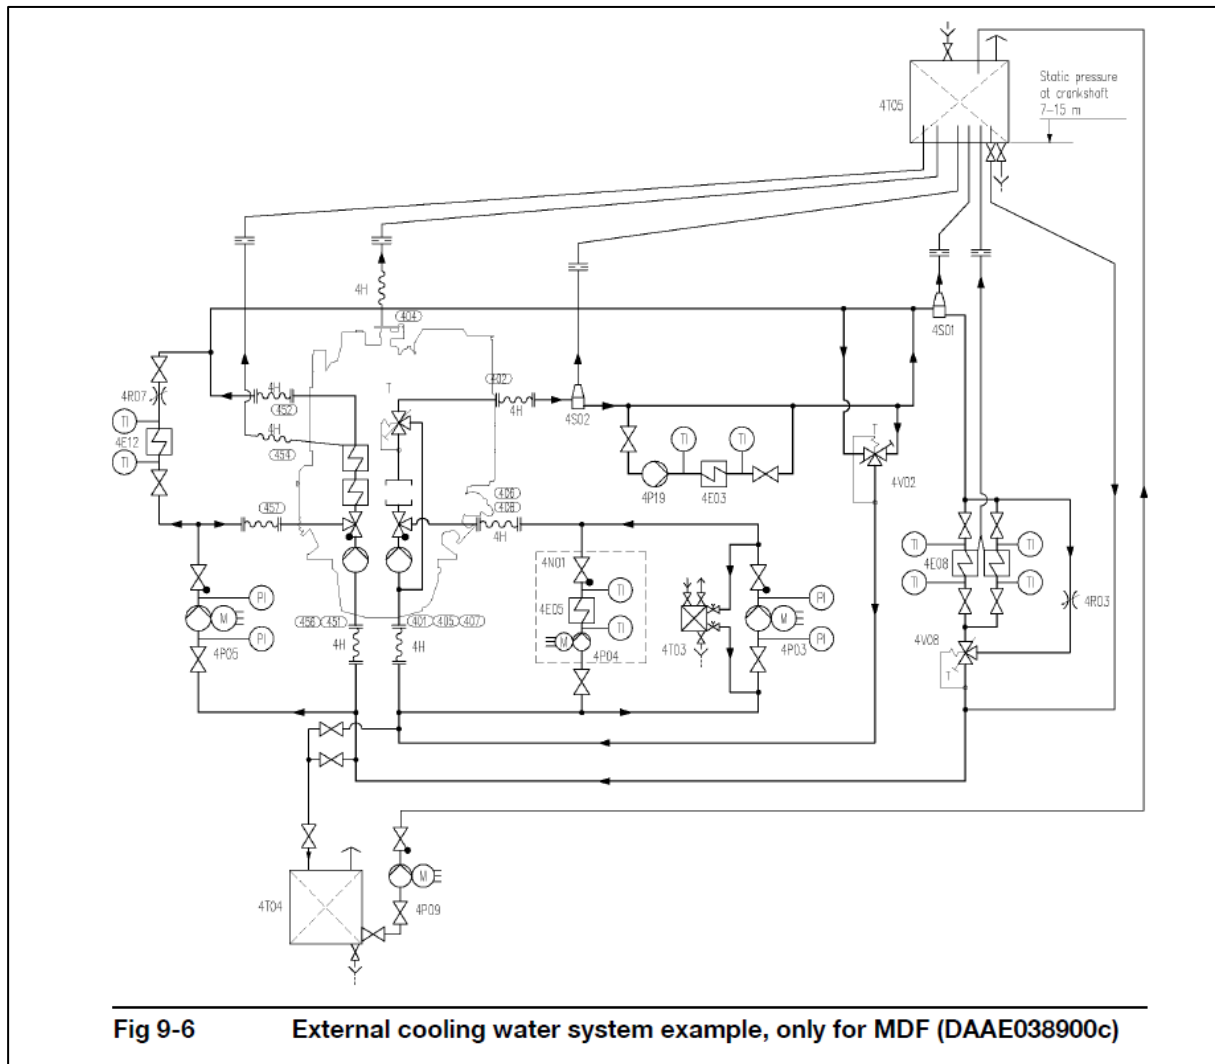 4T05
Static pressure
at crankshaft
7-15 m
4H
404
4S01
T
402
4H
4H
452
4S02
4R07
TI
4E12
TI
4H
454
T
4V02
TI
TI
4P19
4E03
457
406
408
4H
TI
TI
4E08
TI
TI
4R03
4N01
TI
4E05
TI
M
4P04
4T03
PI
M
PI
4P03
PI
M
PI
4P05
456
451
401
405
407
4H
4H
4V08
T
4T04
M
4P09
Fig 9-6 External cooling water system example, only for MDF (DAAE038900c)